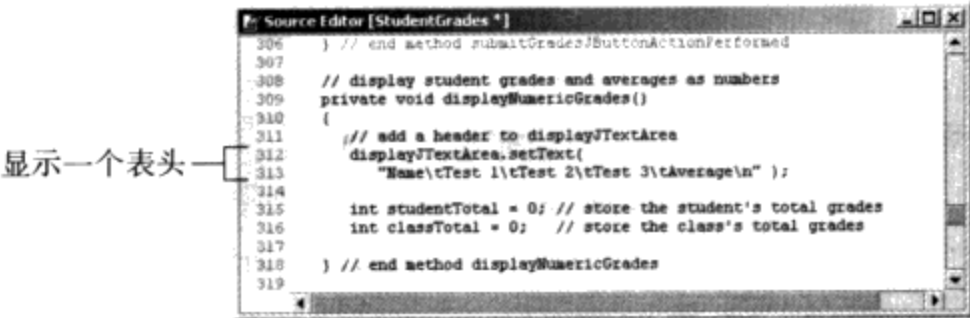 Source Editor [StudentGrades *]
306 } // end method submitGradesJButtonActionPerformed
307
308 // display student grades and averages as numbers
309 private void displayNumericGrades()
310 {
311 // add a header to displayJTextArea
显示一个表头
312 displayJTextArea.setText(
313 "Name\tTest 1\tTest 2\tTest 3\tAverage\n" );
314
315 int studentTotal = 0; // store the student's total grades
316 int classTotal = 0; // store the class's total grades
317
318 } // end method displayNumericGrades
319